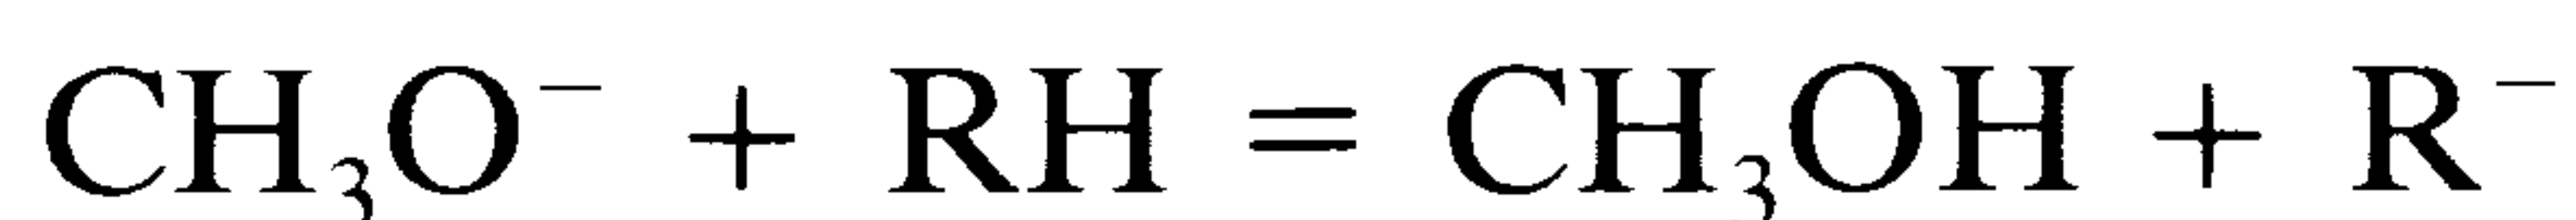 CH₃O⁻ + RH = CH₃OH + R⁻